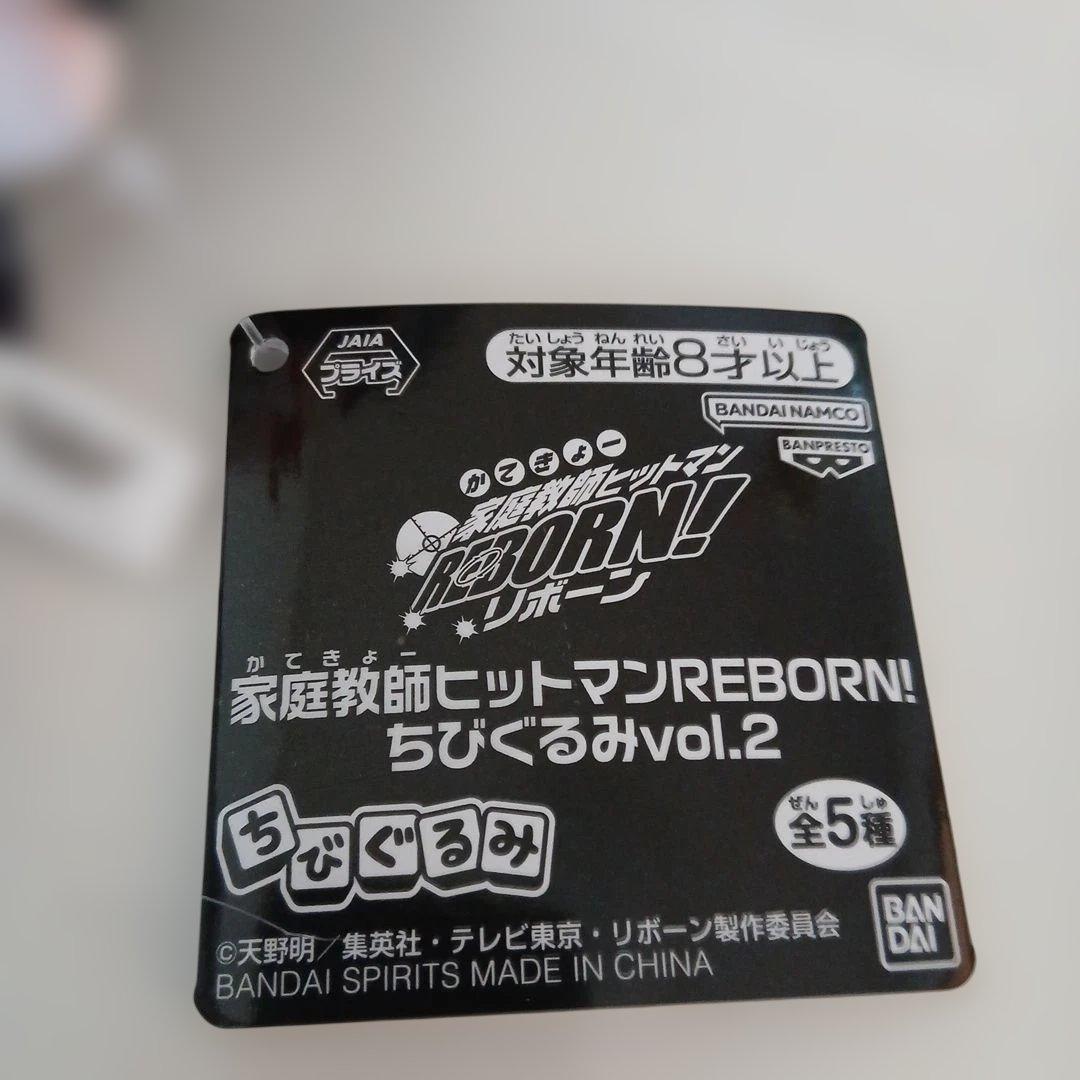 JAIA
プライズ
たいしょうねんれい さい いじょう
対象年齢8才以上
BANDAI NAMCO
BANPRESTO
かてきょー
家庭教師ヒットマン
REBORN!
リボーン
かてきょー
家庭教師ヒットマンREBORN!
ちびぐるみvol.2
ちびぐるみ
ぜん しゅ
全5種
©天野明/集英社・テレビ東京・リボーン製作委員会
BANDAI SPIRITS MADE IN CHINA
BAN
DAI